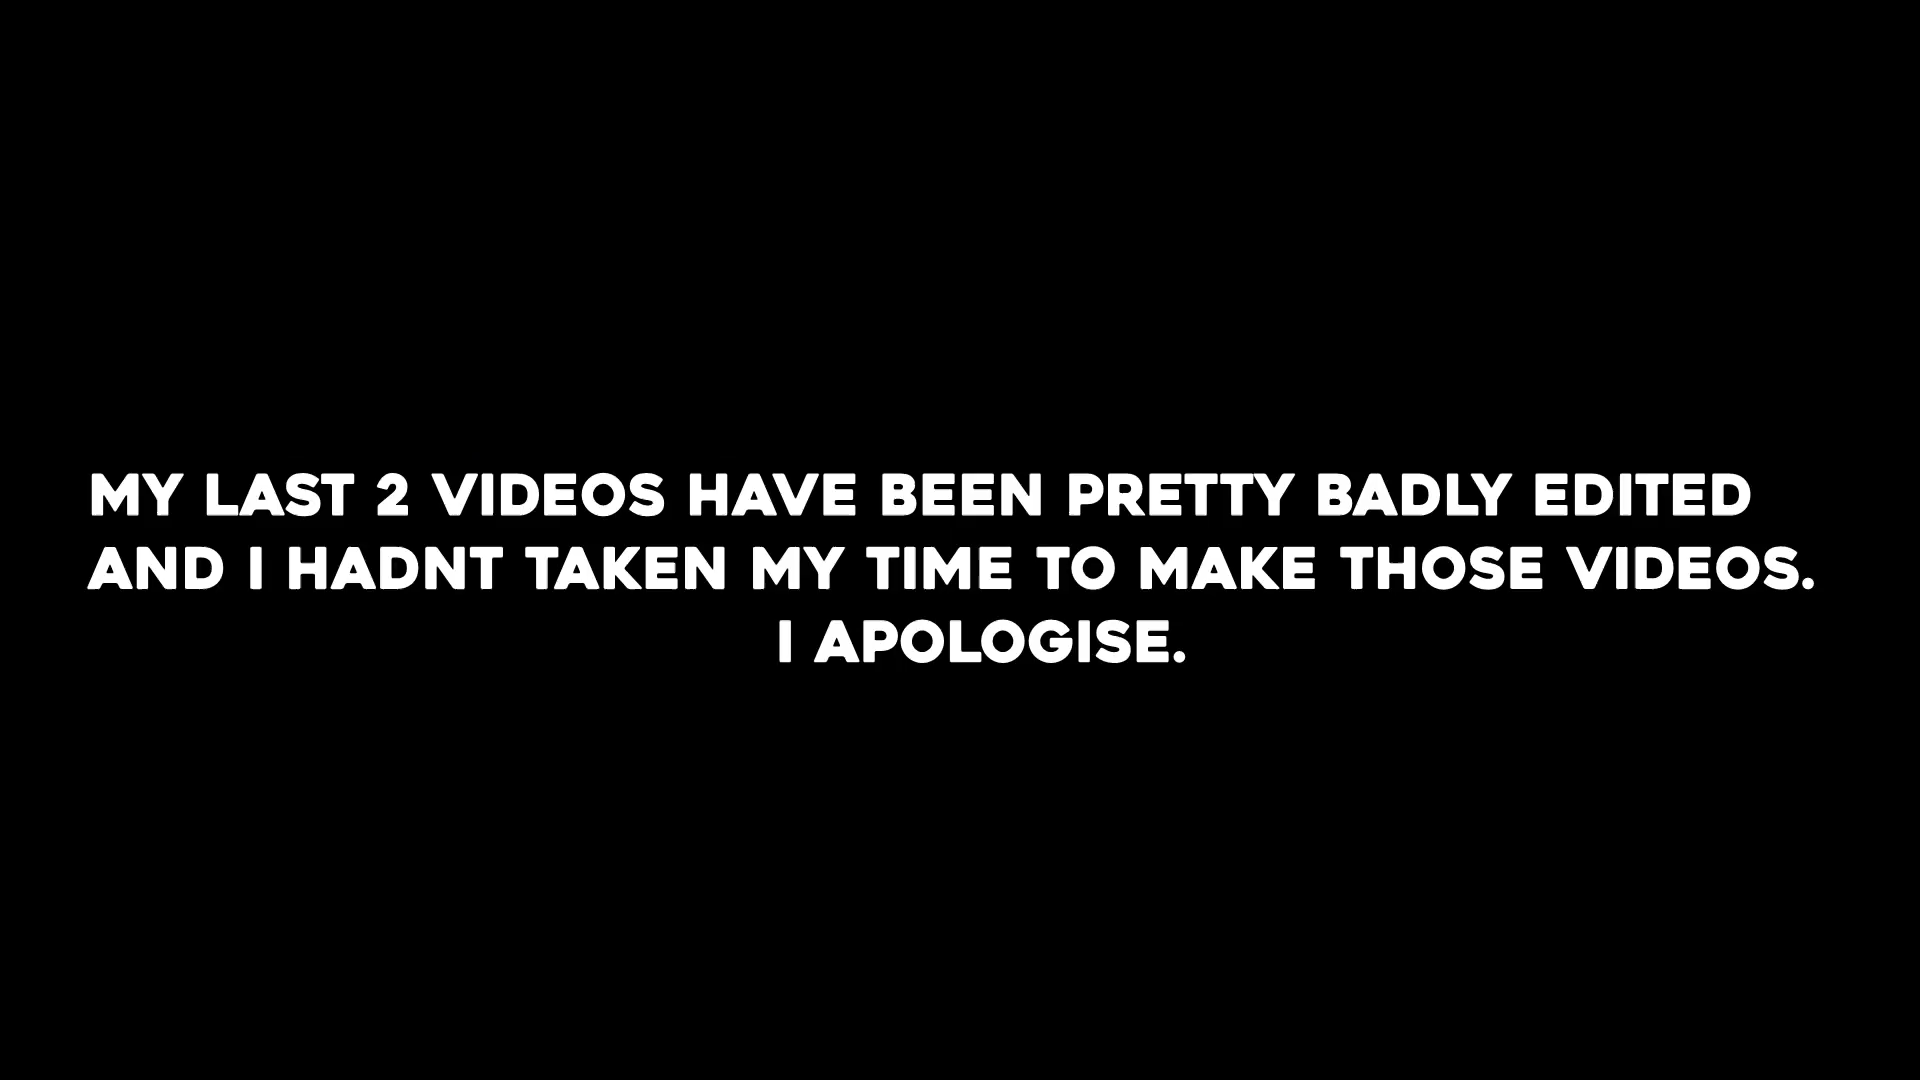 MY LAST 2 VIDEOS HAVE BEEN PRETTY BADLY EDITED
AND I HADNT TAKEN MY TIME TO MAKE THOSE VIDEOS.
I APOLOGISE.